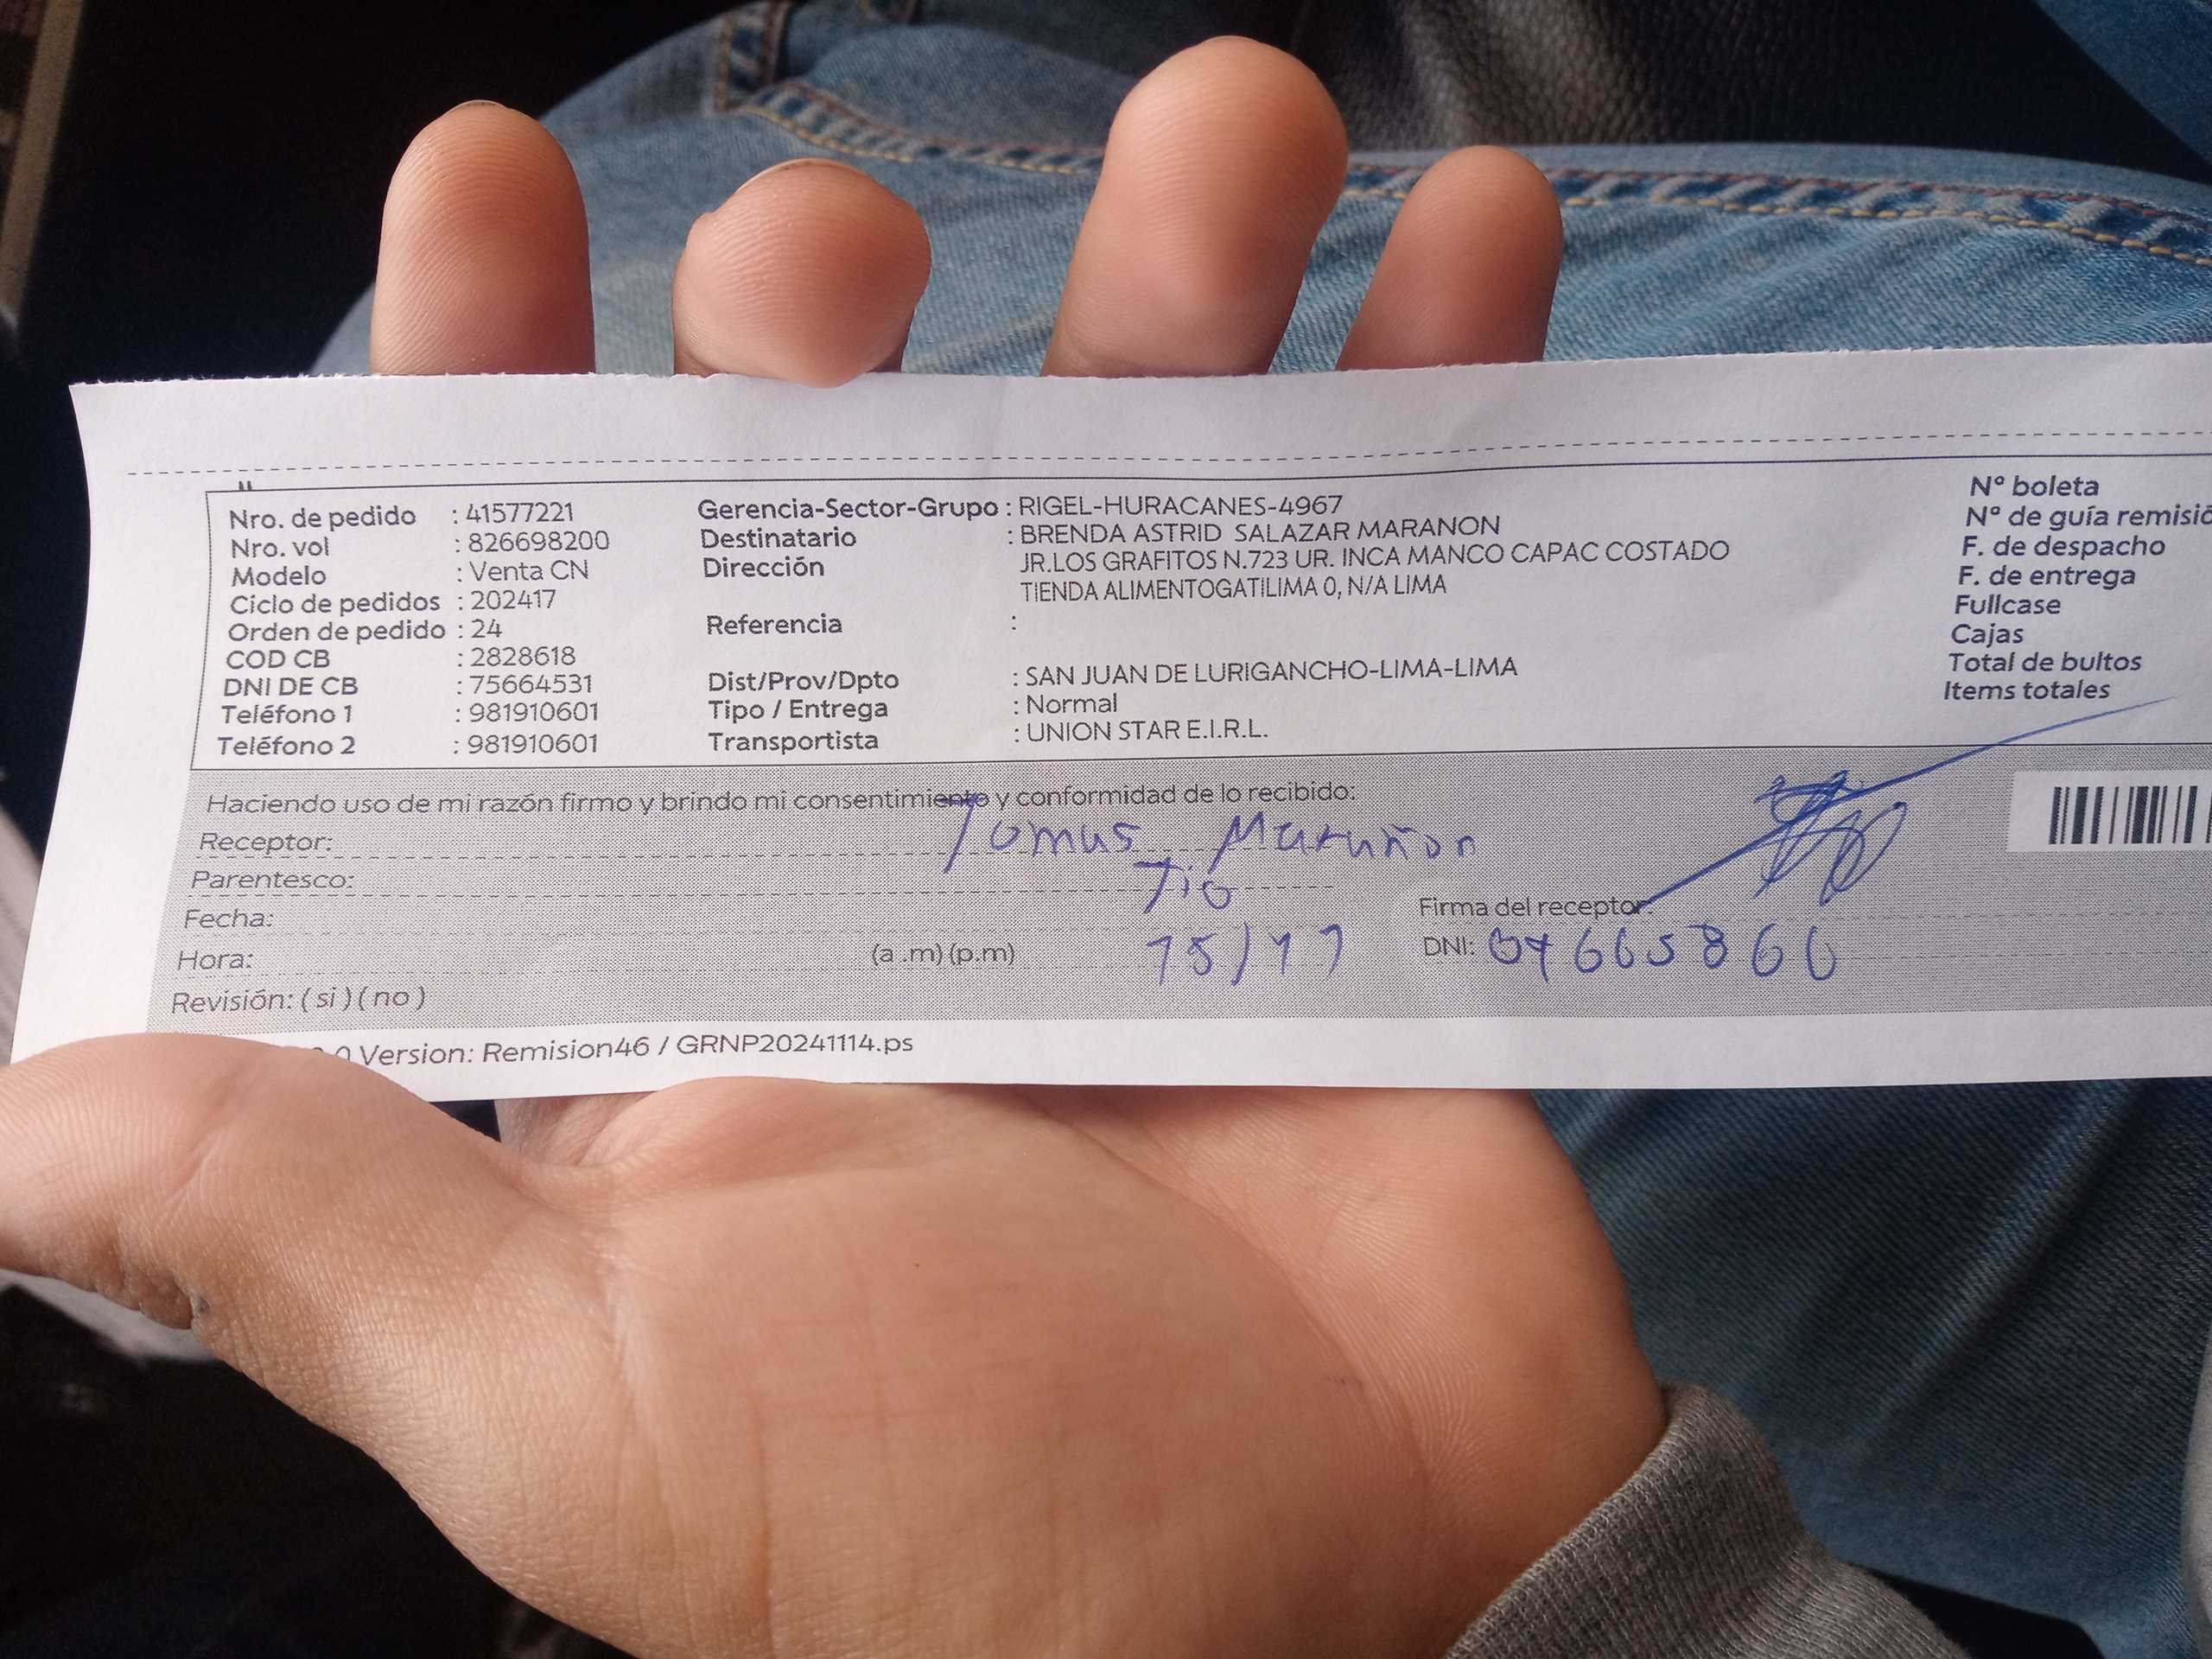 Nro. de pedido : 41577221 Gerencia-Sector-Grupo : RIGEL-HURACANES-4967 Nº boleta
Nro. vol : 826698200 Destinatario : BRENDA ASTRID SALAZAR MARANON Nº de guía remisió
Modelo : Venta CN Dirección JR.LOS GRAFITOS N.723 UR. INCA MANCO CAPAC COSTADO F. de despacho
Ciclo de pedidos : 202417 TIENDA ALIMENTOGATILIMA 0, N/A LIMA F. de entrega
Orden de pedido : 24 Referencia : Fullcase
COD CB : 2828618 Cajas
DNI DE CB : 75664531 Dist/Prov/Dpto : SAN JUAN DE LURIGANCHO-LIMA-LIMA Total de bultos
Teléfono 1 : 981910601 Tipo / Entrega : Normal Items totales
Teléfono 2 : 981910601 Transportista : UNION STAR E.I.R.L.
Haciendo uso de mi razón firmo y brindo mi consentimiento y conformidad de lo recibido:
Receptor: Tomas Marañon
Parentesco: Tio
Fecha: Firma del receptor:
Hora: (a .m) (p.m) 15/11 DNI:
Revisión: ( si ) ( no )
0 Version: Remision46 / GRNP20241114.ps